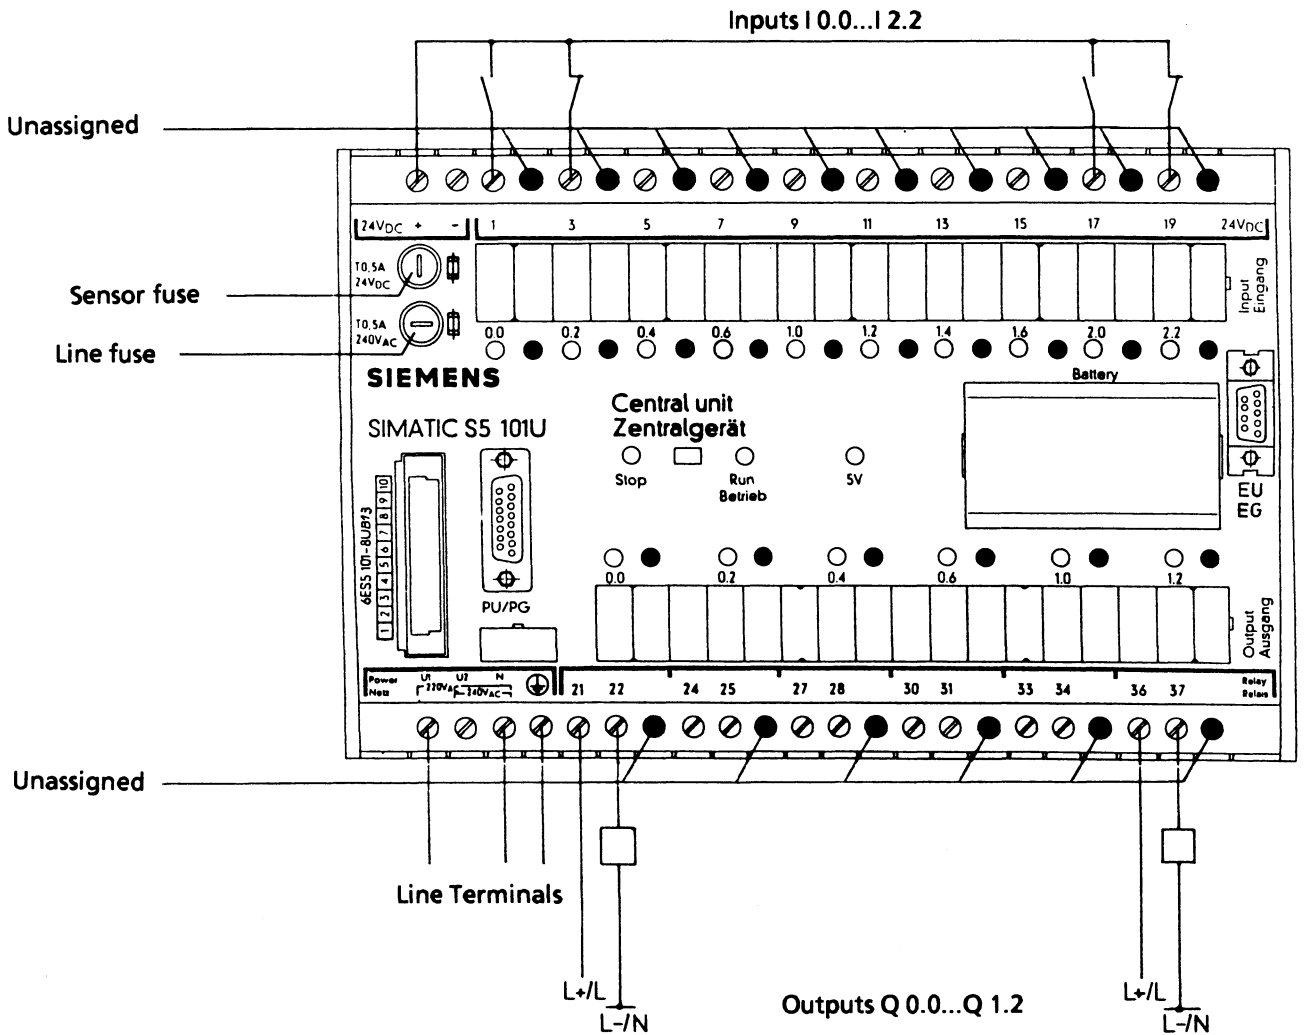 Inputs I 0.0...I 2.2
Unassigned
24VDC + - 1 3 5 7 9 11 13 15 17 19 24VDC
T0,5A
24VDC
Sensor fuse
Input
Eingang
T0,5A
240VAC
Line fuse
0.0 0.2 0.4 0.6 1.0 1.2 1.4 1.6 2.0 2.2
SIEMENS
Battery
SIMATIC S5 101U
Central unit
Zentralgerät
Stop
Run
Betrieb
5V
EU
EG
6ES5 101-8UB13
1 2 3 4 5 6 7 8 9 10
PU/PG
0.0 0.2 0.4 0.6 1.0 1.2
Output
Ausgang
Power
Netz
U1 U2 N
220VAC
240VAC
21 22 24 25 27 28 30 31 33 34 36 37
Relay
Relais
Unassigned
Line Terminals
L+/L
L-/N
Outputs Q 0.0...Q 1.2
L+/L
L-/N